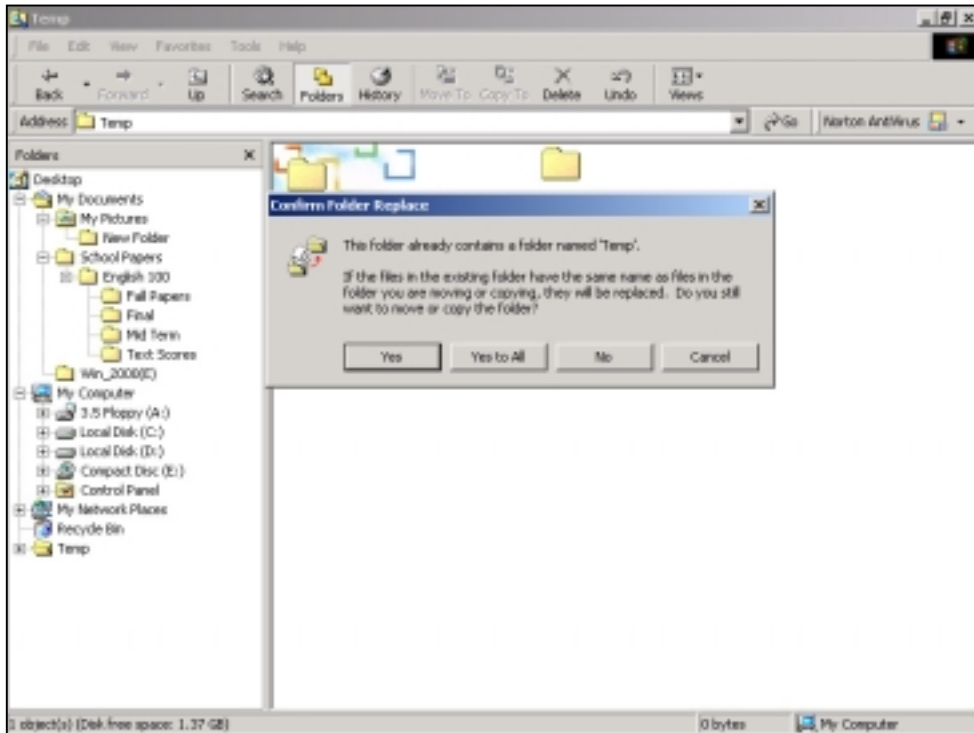 Temp
File Edit View Favorites Tools Help
Back Forward Up Search Folders History Move To Copy To Delete Undo Views
Address Temp Go Norton AntiVirus
Folders
Desktop
My Documents
My Pictures
New Folder
School Papers
English 100
Fall Papers
Final
Mid Term
Text Scores
Win_2000(E)
My Computer
3.5 Floppy (A:)
Local Disk (C:)
Local Disk (D:)
Compact Disc (E:)
Control Panel
My Network Places
Recycle Bin
Temp
Confirm Folder Replace
This folder already contains a folder named 'Temp'.
If the files in the existing folder have the same name as files in the
folder you are moving or copying, they will be replaced. Do you still
want to move or copy the folder?
Yes Yes to All No Cancel
1 object(s) (Disk free space: 1.37 GB) 0 bytes My Computer